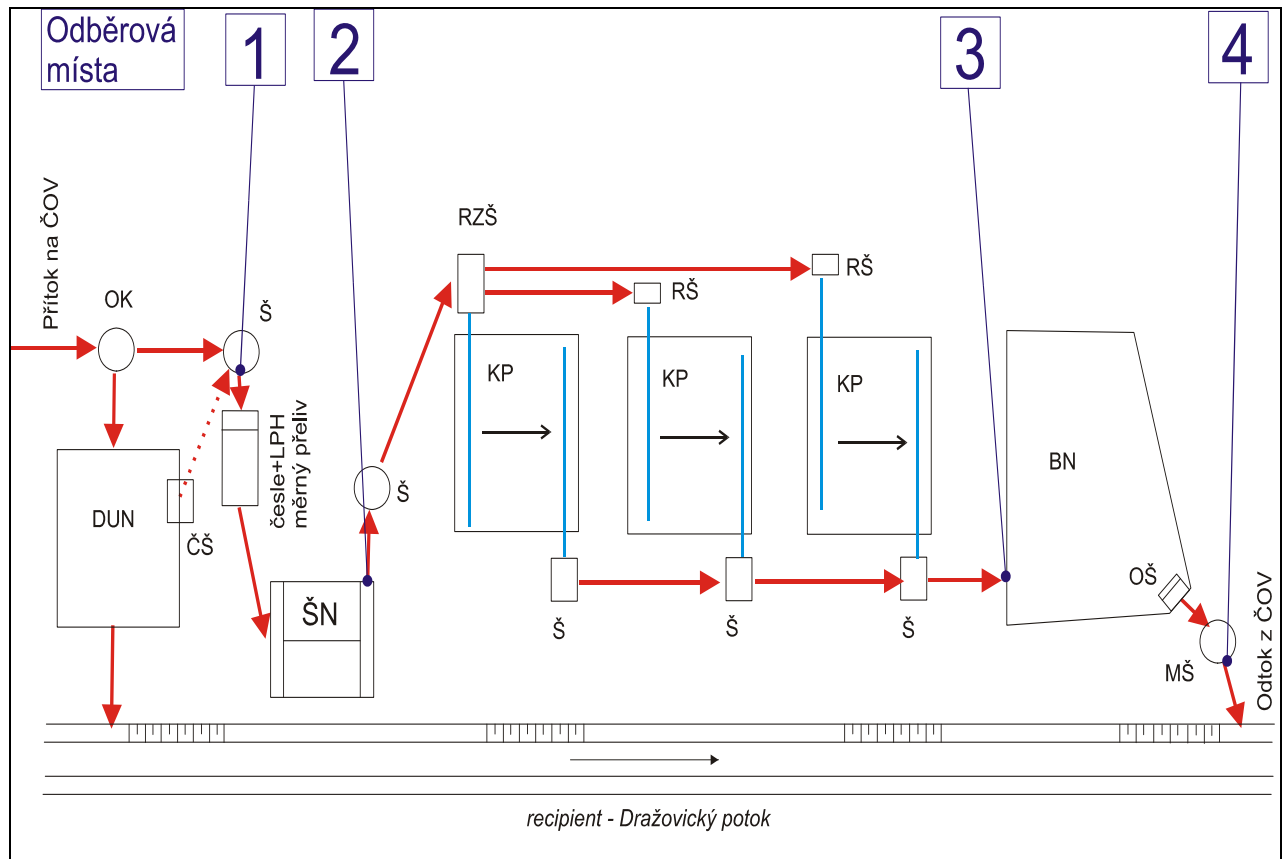 Odběrová
místa
1
2
3
4
Přítok na ČOV
OK
Š
RZŠ
RŠ
RŠ
KP
KP
KP
BN
DUN
ČŠ
česle+LPH
měrný přeliv
Š
ŠN
Š
Š
Š
OŠ
MŠ
Odtok z ČOV
recipient - Dražovický potok